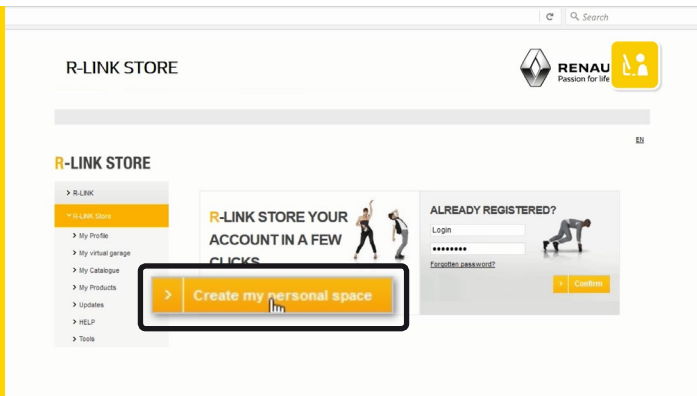 Search
R-LINK STORE
RENAU
Passion for life
EN
R-LINK STORE
R-LINK
R-LINK Store
My Profile
My virtual garage
My Catalogue
My Products
Updates
HELP
Tools
R-LINK STORE YOUR
ACCOUNT IN A FEW
CLICKS
Create my personal space
ALREADY REGISTERED?
Login
Forgotten password?
Confirm